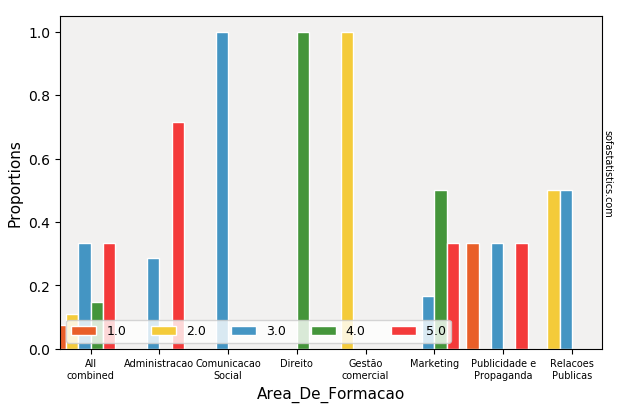 1.0
0.8
0.6
0.4
0.2
0.0
Proportions
sofastatistics.com
1.0 2.0 3.0 4.0 5.0
All combined
Administracao
Comunicacao Social
Direito
Gestão comercial
Marketing
Publicidade e Propaganda
Relacoes Publicas
Area_De_Formacao